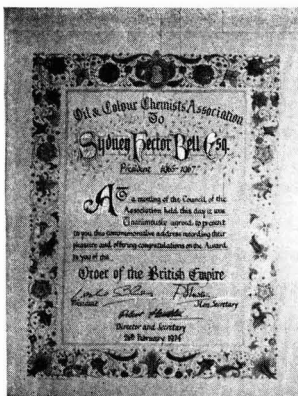 Oil & Colour Chemists Association
To
Sydney Hector Bell Esq.
President 1965-1967
At a meeting of the Council of the
Association held this day it was
Unanimously agreed to present
to you this commemorative address recording their
pleasure and offering congratulations on the Award
to you of the
Order of the British Empire
President Hon. Secretary
Director and Secretary
February 1974